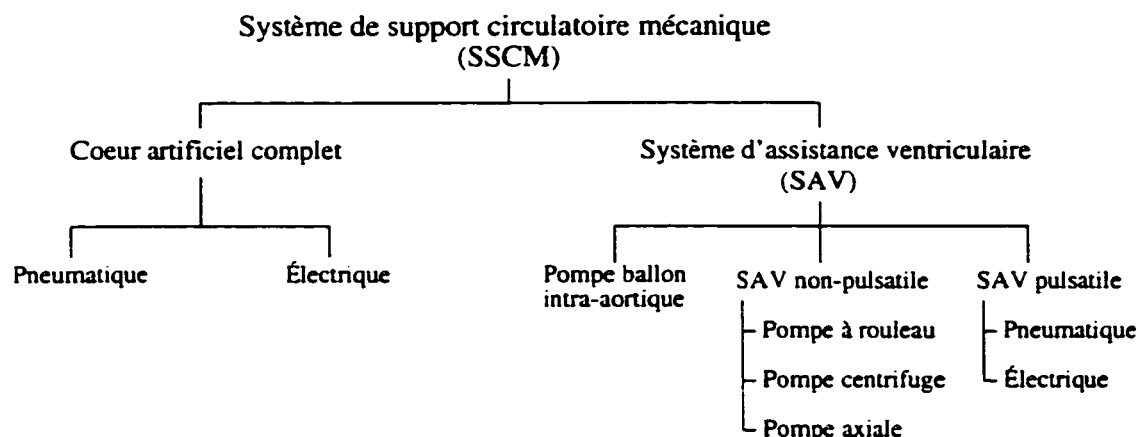 Système de support circulatoire mécanique
(SSCM)
Coeur artificiel complet
Système d'assistance ventriculaire
(SAV)
Pneumatique
Électrique
Pompe ballon
intra-aortique
SAV non-pulsatile
Pompe à rouleau
Pompe centrifuge
Pompe axiale
SAV pulsatile
Pneumatique
Électrique